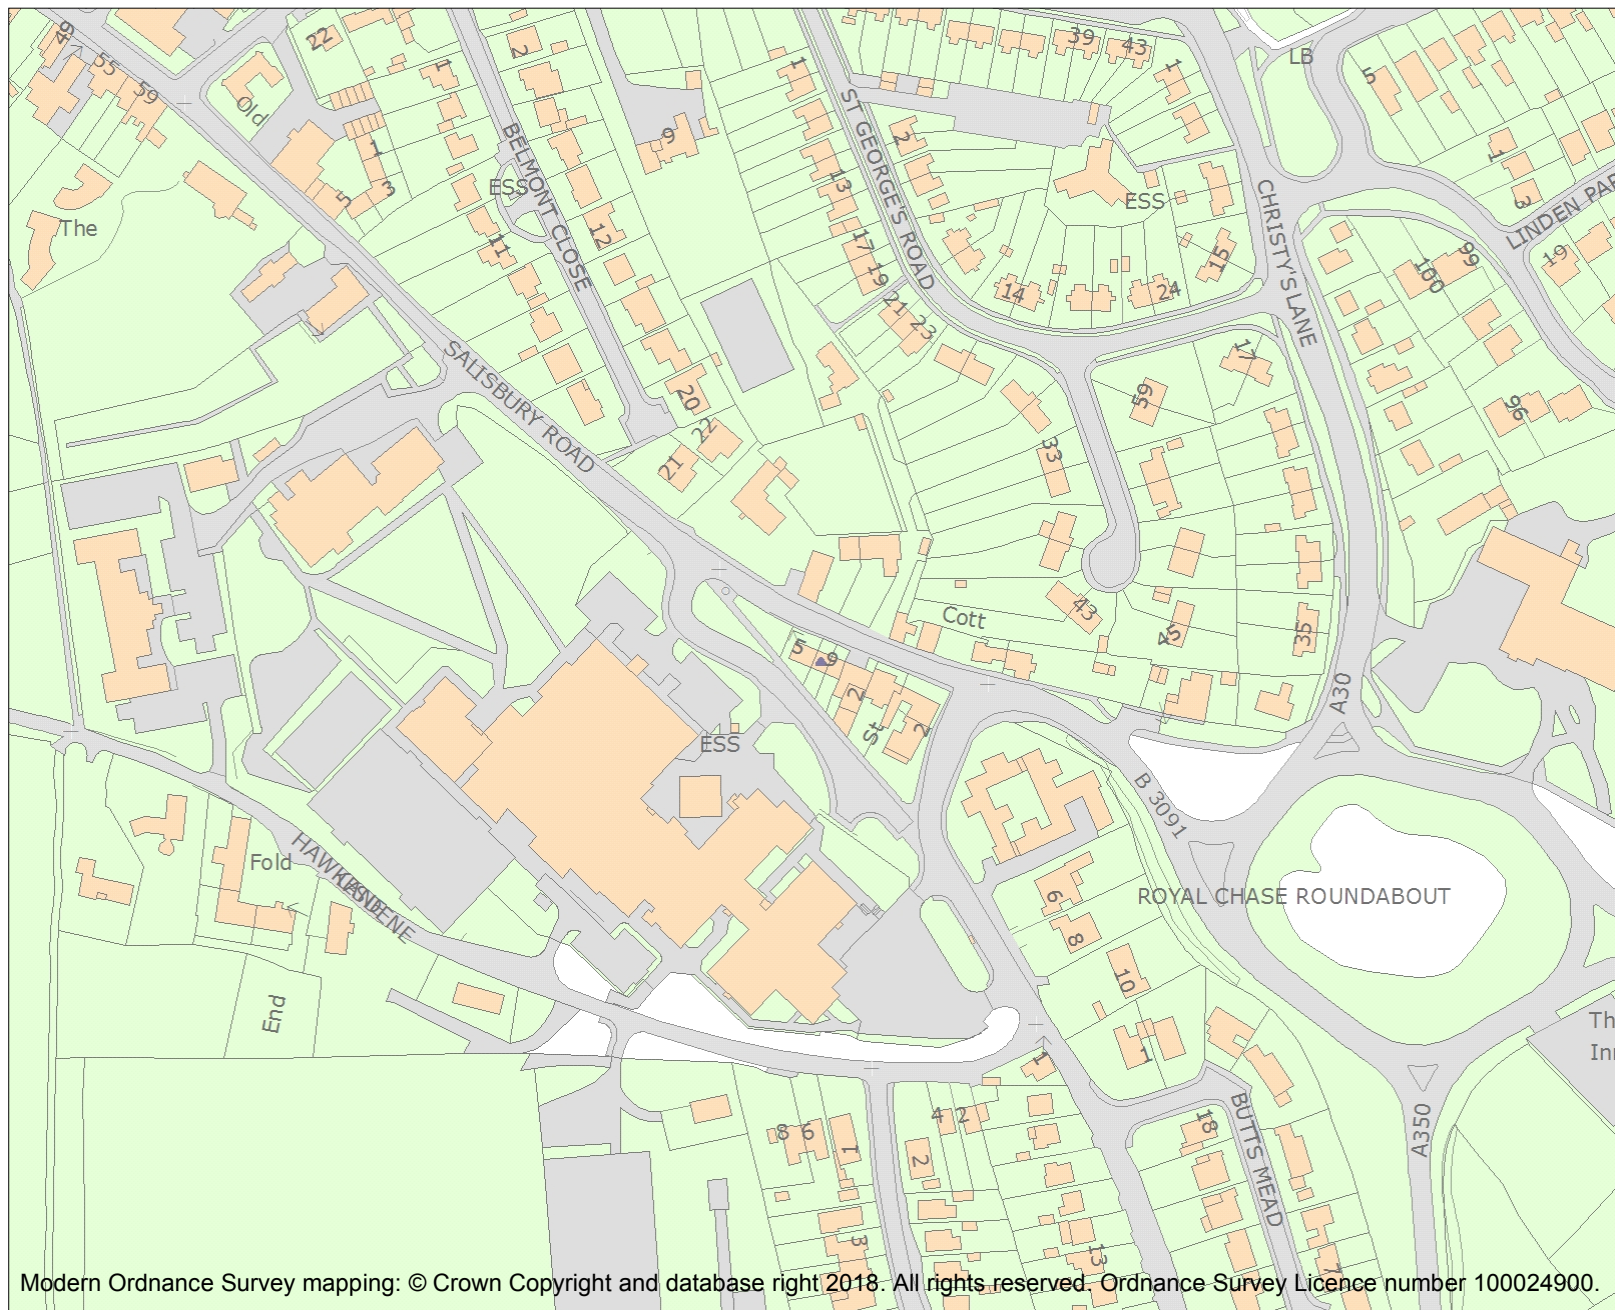 49
55
59
22
Old
1
3
5
The
1
2
BELMONT CLOSE
ESS
11
12
9
1
13
17
19
21
23
ST GEORGE'S ROAD
2
39
43
1
LB
5
1
3
LINDEN PAR
19
ESS
CHRISTY'S LANE
15
14
24
100
99
96
17
59
33
SALISBURY ROAD
20
22
21
Cott
43
45
35
A30
5
9
2
St
2
ESS
B 3091
ROYAL CHASE ROUNDABOUT
Fold
HAWKESDENE
LANE
End
6
8
10
1
1
Th
Inn
BUTTS MEAD
18
A350
8
6
1
4
2
2
3
13
7
Modern Ordnance Survey mapping: © Crown Copyright and database right 2018. All rights reserved. Ordnance Survey Licence number 100024900.